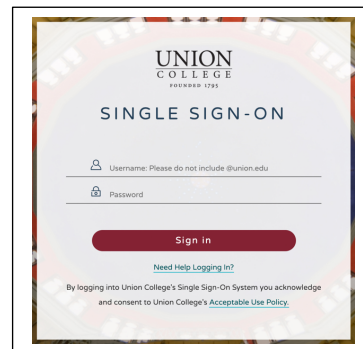 UNION
COLLEGE
FOUNDED 1795
SINGLE SIGN-ON
Username: Please do not include @union.edu
Password
Sign in
Need Help Logging In?
By logging into Union College's Single Sign-On System you acknowledge
and consent to Union College's Acceptable Use Policy.